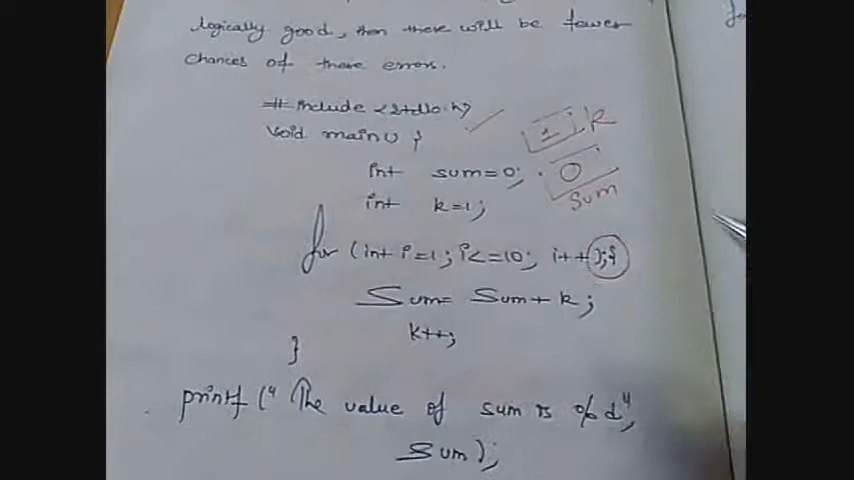 logically good, then there will be fewer
chances of these errors.
# include <stdio.h>
void main() {
1 k
int sum=0;
0
Sum
int k=1;
for (int i=1; i<=10; i++);{
Sum= Sum+ k;
k++;
}
printf ("The value of sum is %d",
Sum);